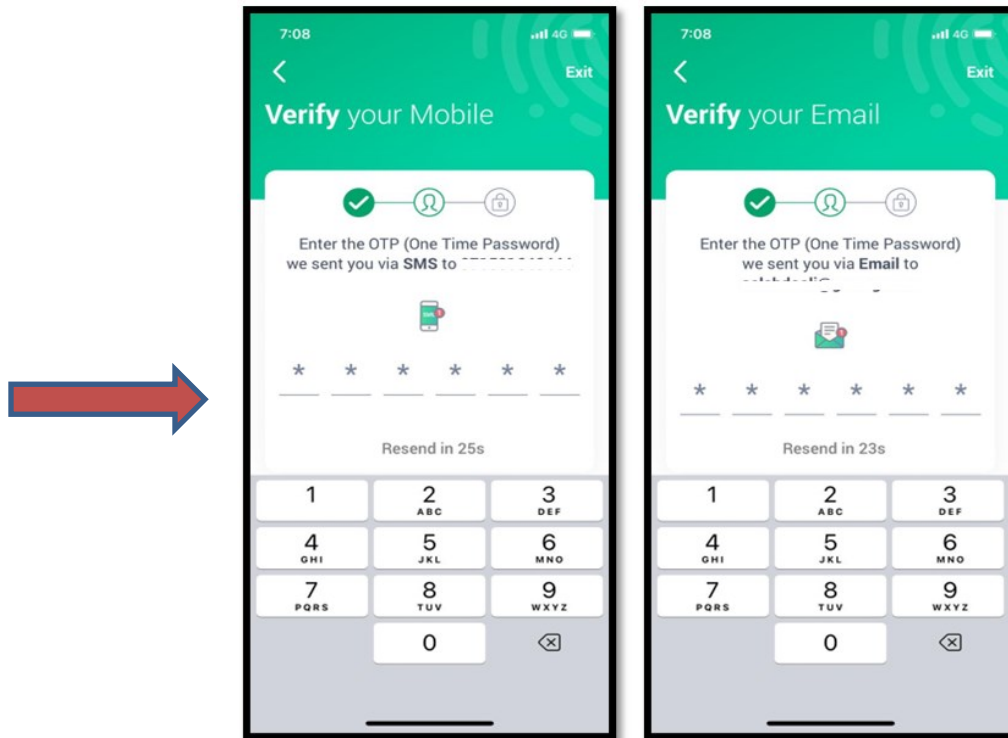 7:08
4G
Exit
Verify your Mobile
Enter the OTP (One Time Password)
we sent you via SMS to
* * * * * *
Resend in 25s
1
2
ABC
3
DEF
4
GHI
5
JKL
6
MNO
7
PQRS
8
TUV
9
WXYZ
0
7:08
4G
Exit
Verify your Email
Enter the OTP (One Time Password)
we sent you via Email to
* * * * * *
Resend in 23s
1
2
ABC
3
DEF
4
GHI
5
JKL
6
MNO
7
PQRS
8
TUV
9
WXYZ
0